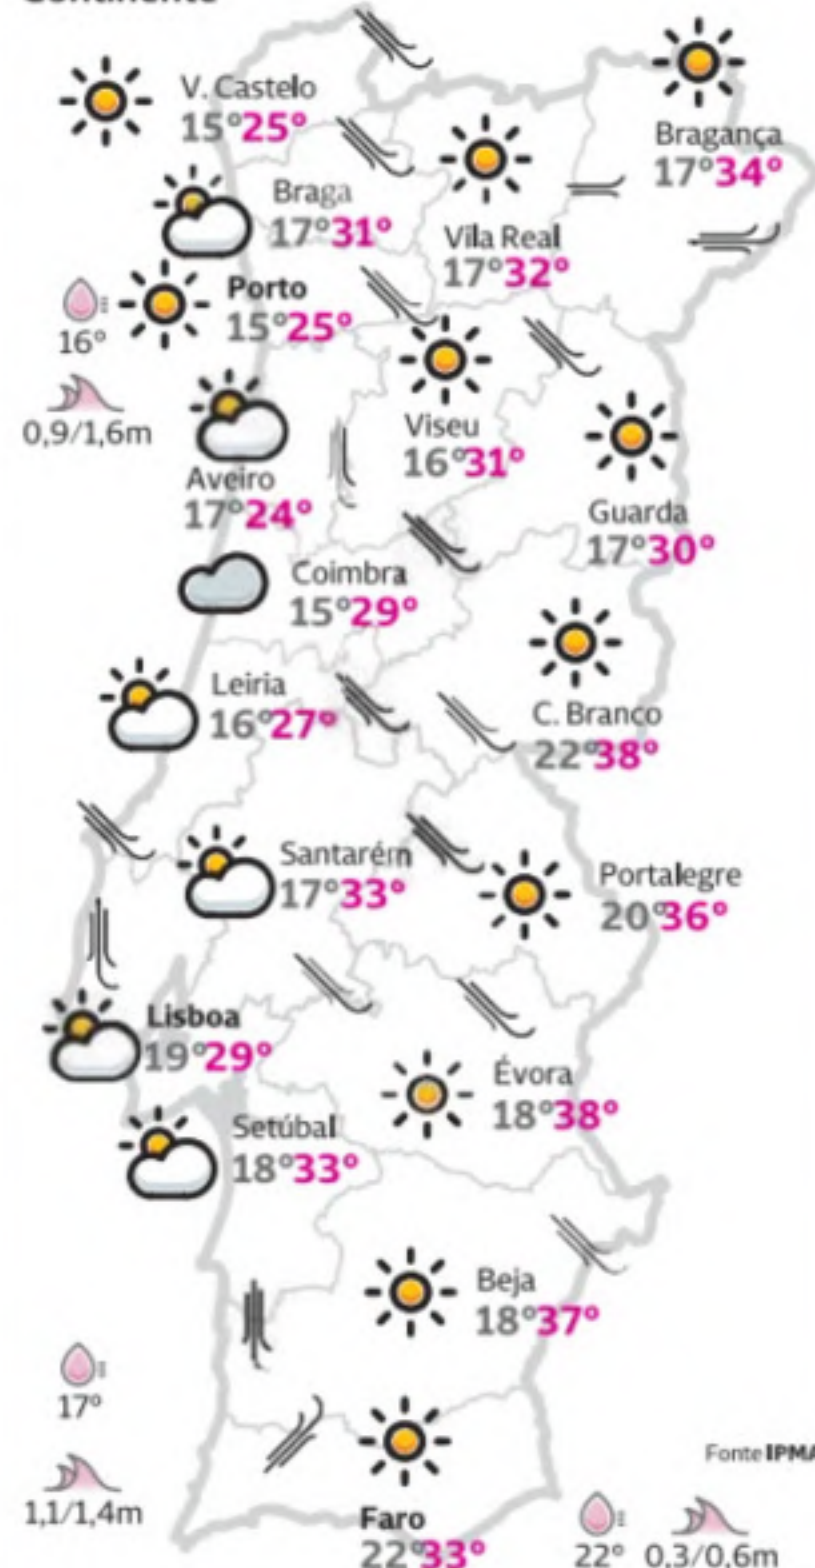 Continente
V. Castelo
15° 25°
Bragança
17° 34°
Braga
17° 31°
Vila Real
17° 32°
Porto
15° 25°
16°
0,9/1,6m
Viseu
16° 31°
Aveiro
17° 24°
Guarda
17° 30°
Coimbra
15° 29°
Leiria
16° 27°
C. Branco
22° 38°
Santarém
17° 33°
Portalegre
20° 36°
Lisboa
19° 29°
Évora
18° 38°
Setúbal
18° 33°
Beja
18° 37°
17°
1,1/1,4m
Fonte IPMA
Faro
22° 33°
22° 0,3/0,6m